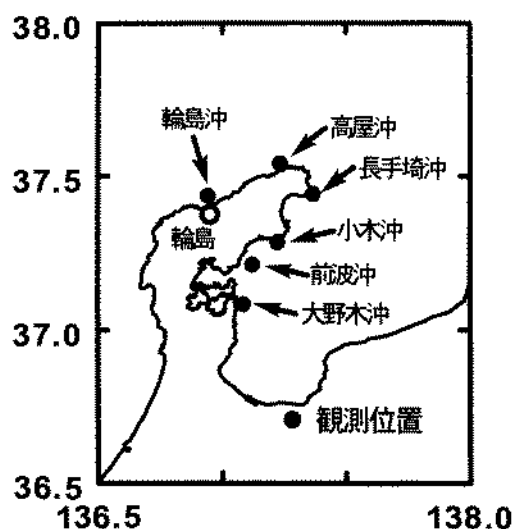 38.0
輪島沖
高屋沖
長手埼沖
37.5
輪島
小木沖
前波沖
大野木沖
37.0
観測位置
36.5
136.5
138.0